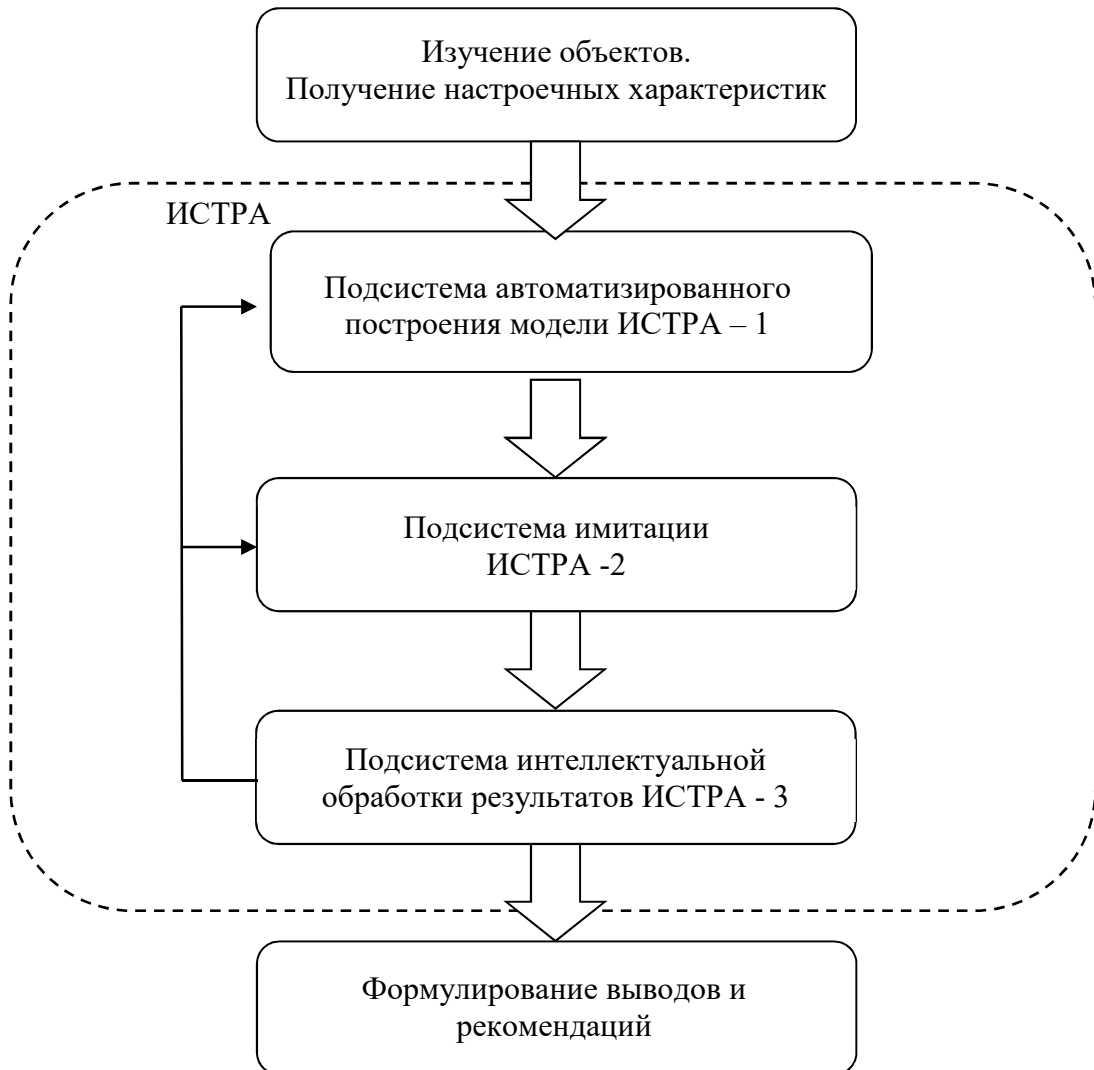 Изучение объектов.
Получение настроечных характеристик
ИСТРА
Подсистема автоматизированного
построения модели ИСТРА – 1
Подсистема имитации
ИСТРА -2
Подсистема интеллектуальной
обработки результатов ИСТРА - 3
Формулирование выводов и
рекомендаций